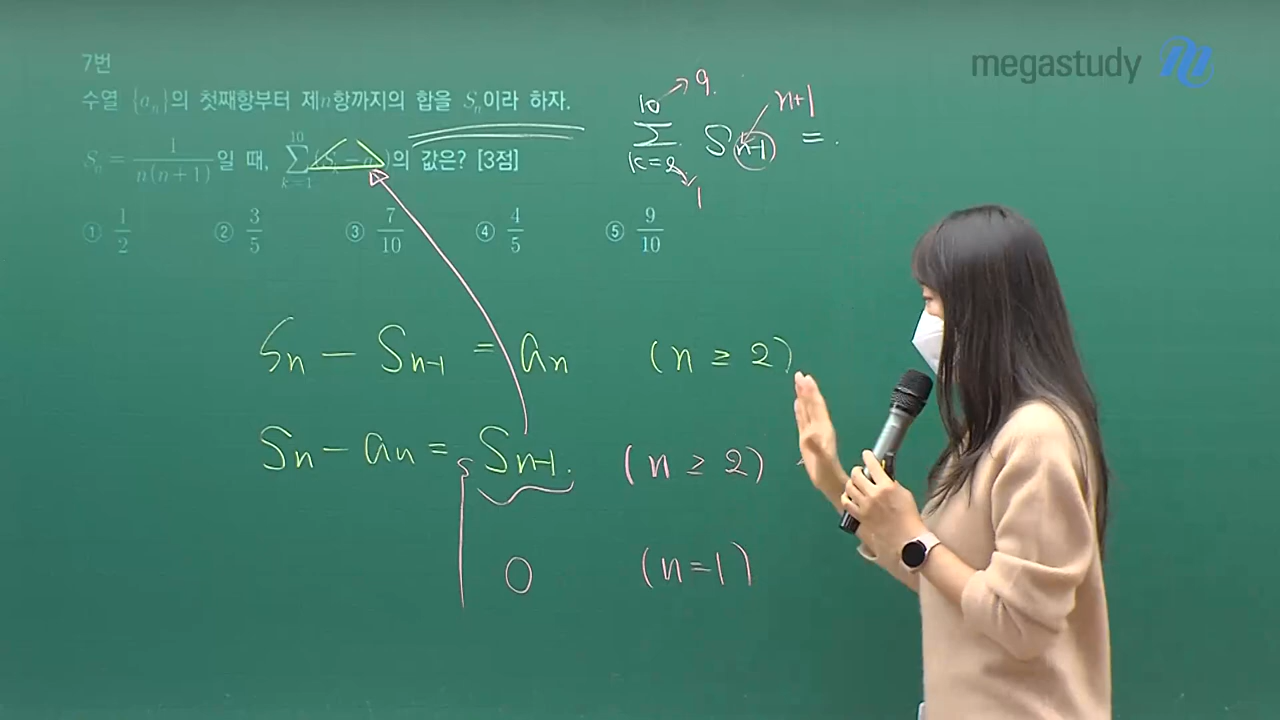 megastudy
7번
수열 {aₙ}의 첫째항부터 제n항까지의 합을 Sₙ이라 하자.
Sₙ = 1/n(n+1) 일 때, ∑_{k=1}^{10} (Sₖ − a )의 값은? [3점]
① 1/2 ② 3/5 ③ 7/10 ④ 4/5 ⑤ 9/10
10 → 9.
∑ S n-1 = .
n+1
k=2 → 1
Sn − Sn-1 = an (n ≥ 2)
Sn − an = Sn-1. (n ≥ 2)
0 (n=1)